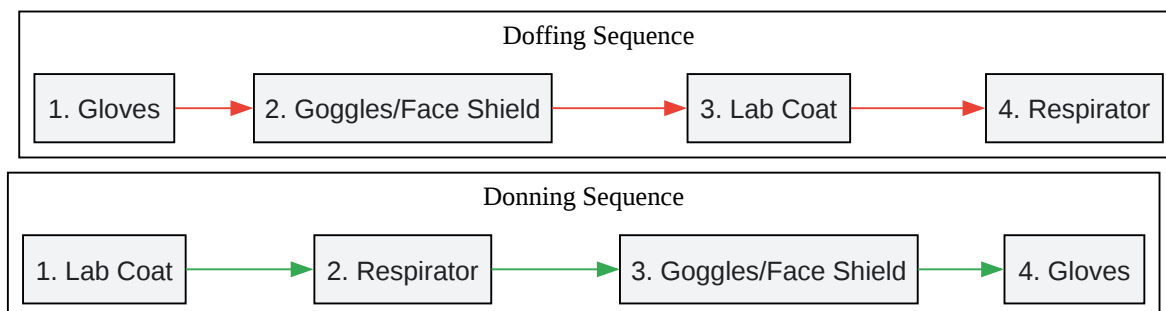 Doffing Sequence
1. Gloves
2. Goggles/Face Shield
3. Lab Coat
4. Respirator
Donning Sequence
1. Lab Coat
2. Respirator
3. Goggles/Face Shield
4. Gloves